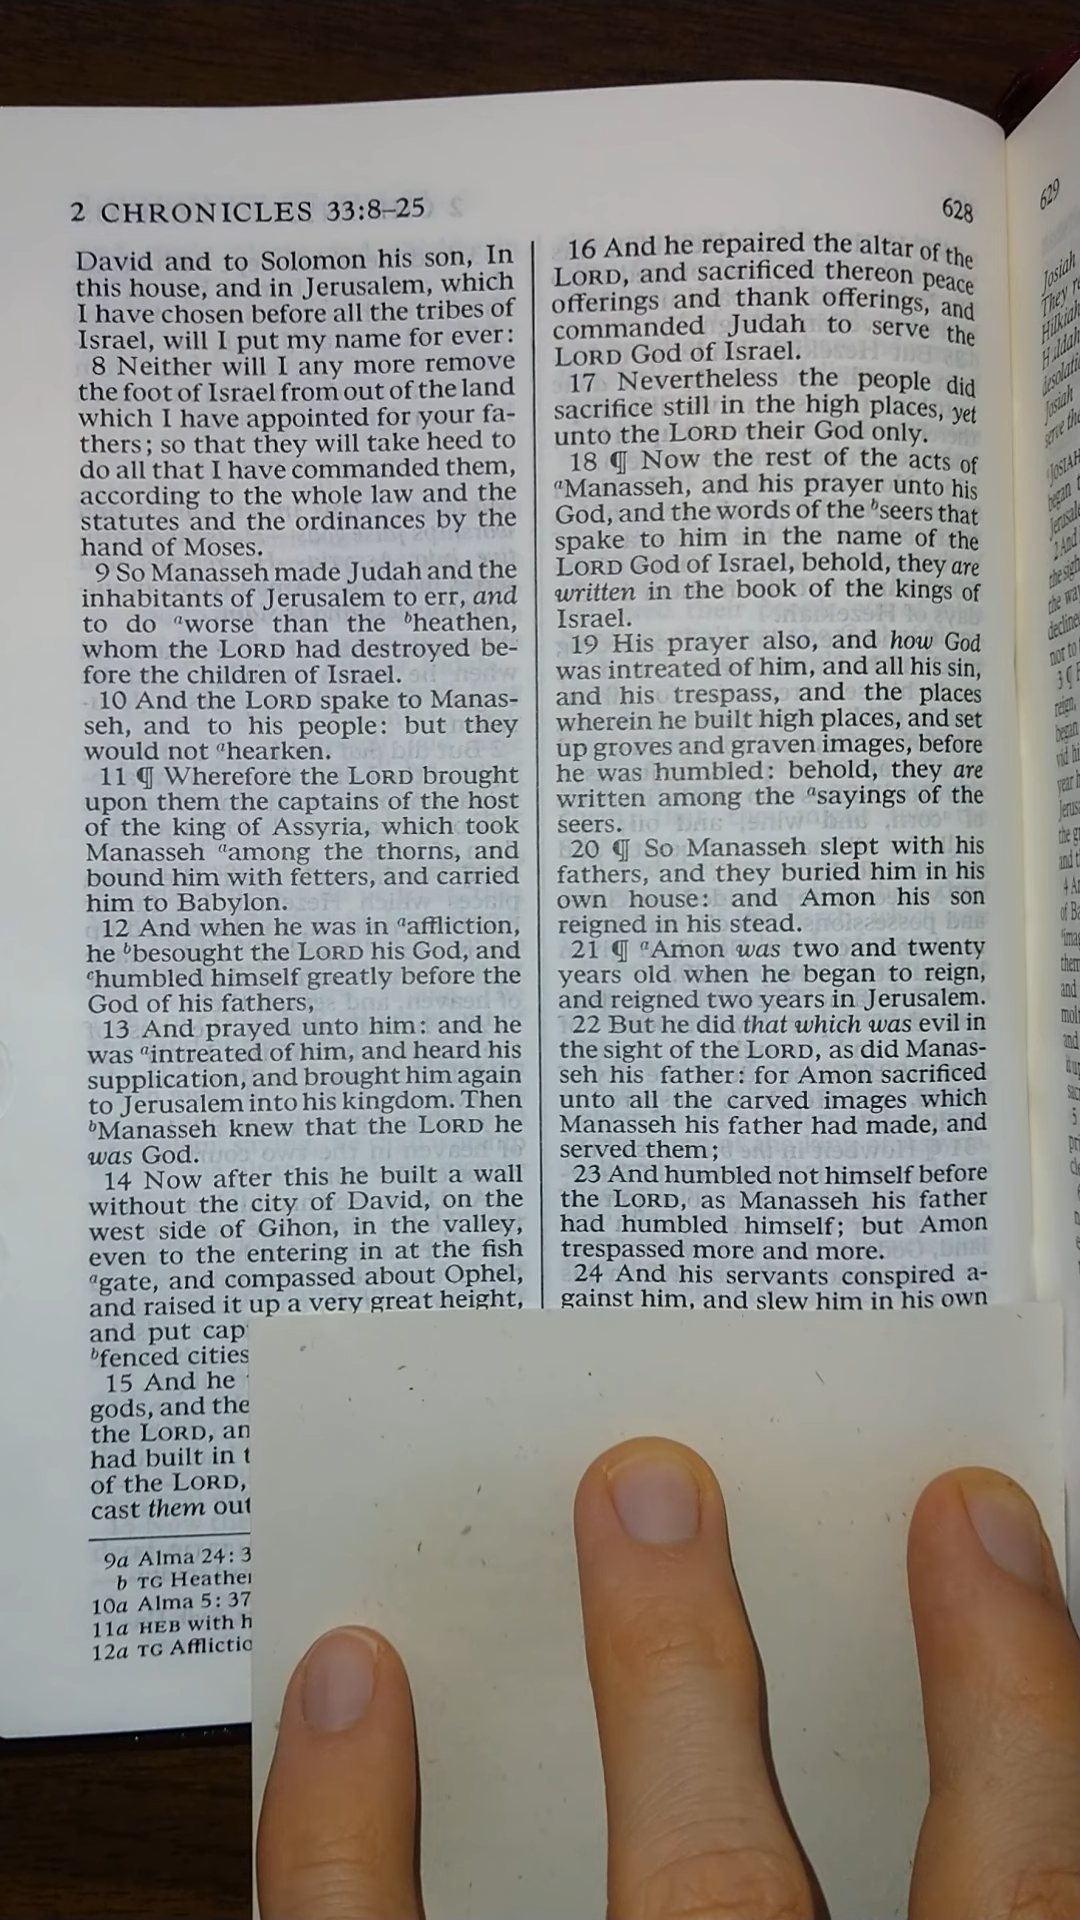 2 CHRONICLES 33:8–25
628
David and to Solomon his son, In
this house, and in Jerusalem, which
I have chosen before all the tribes of
Israel, will I put my name for ever:
8 Neither will I any more remove
the foot of Israel from out of the land
which I have appointed for your fa-
thers; so that they will take heed to
do all that I have commanded them,
according to the whole law and the
statutes and the ordinances by the
hand of Moses.
9 So Manasseh made Judah and the
inhabitants of Jerusalem to err, and
to do aworse than the bheathen,
whom the LORD had destroyed be-
fore the children of Israel.
10 And the LORD spake to Manas-
seh, and to his people: but they
would not ahearken.
11 ¶ Wherefore the LORD brought
upon them the captains of the host
of the king of Assyria, which took
Manasseh aamong the thorns, and
bound him with fetters, and carried
him to Babylon.
12 And when he was in aaffliction,
he bbesought the LORD his God, and
chumbled himself greatly before the
God of his fathers,
13 And prayed unto him: and he
was aintreated of him, and heard his
supplication, and brought him again
to Jerusalem into his kingdom. Then
bManasseh knew that the LORD he
was God.
14 Now after this he built a wall
without the city of David, on the
west side of Gihon, in the valley,
even to the entering in at the fish
agate, and compassed about Ophel,
and raised it up a very great height,
and put cap
bfenced cities
15 And he
gods, and the
the LORD, an
had built in t
of the LORD,
cast them out
9a Alma 24: 3
b TG Heathe
10a Alma 5: 37
11a HEB with h
12a TG Afflictio
16 And he repaired the altar of the
LORD, and sacrificed thereon peace
offerings and thank offerings, and
commanded Judah to serve the
LORD God of Israel.
17 Nevertheless the people did
sacrifice still in the high places, yet
unto the LORD their God only.
18 ¶ Now the rest of the acts of
aManasseh, and his prayer unto his
God, and the words of the bseers that
spake to him in the name of the
LORD God of Israel, behold, they are
written in the book of the kings of
Israel.
19 His prayer also, and how God
was intreated of him, and all his sin,
and his trespass, and the places
wherein he built high places, and set
up groves and graven images, before
he was humbled: behold, they are
written among the asayings of the
seers.
20 ¶ So Manasseh slept with his
fathers, and they buried him in his
own house: and Amon his son
reigned in his stead.
21 ¶ aAmon was two and twenty
years old when he began to reign,
and reigned two years in Jerusalem.
22 But he did that which was evil in
the sight of the LORD, as did Manas-
seh his father: for Amon sacrificed
unto all the carved images which
Manasseh his father had made, and
served them;
23 And humbled not himself before
the LORD, as Manasseh his father
had humbled himself; but Amon
trespassed more and more.
24 And his servants conspired a-
gainst him, and slew him in his own
629
Josiah
They re
Hilkiah
Huldah
desolati
Josiah
serve the